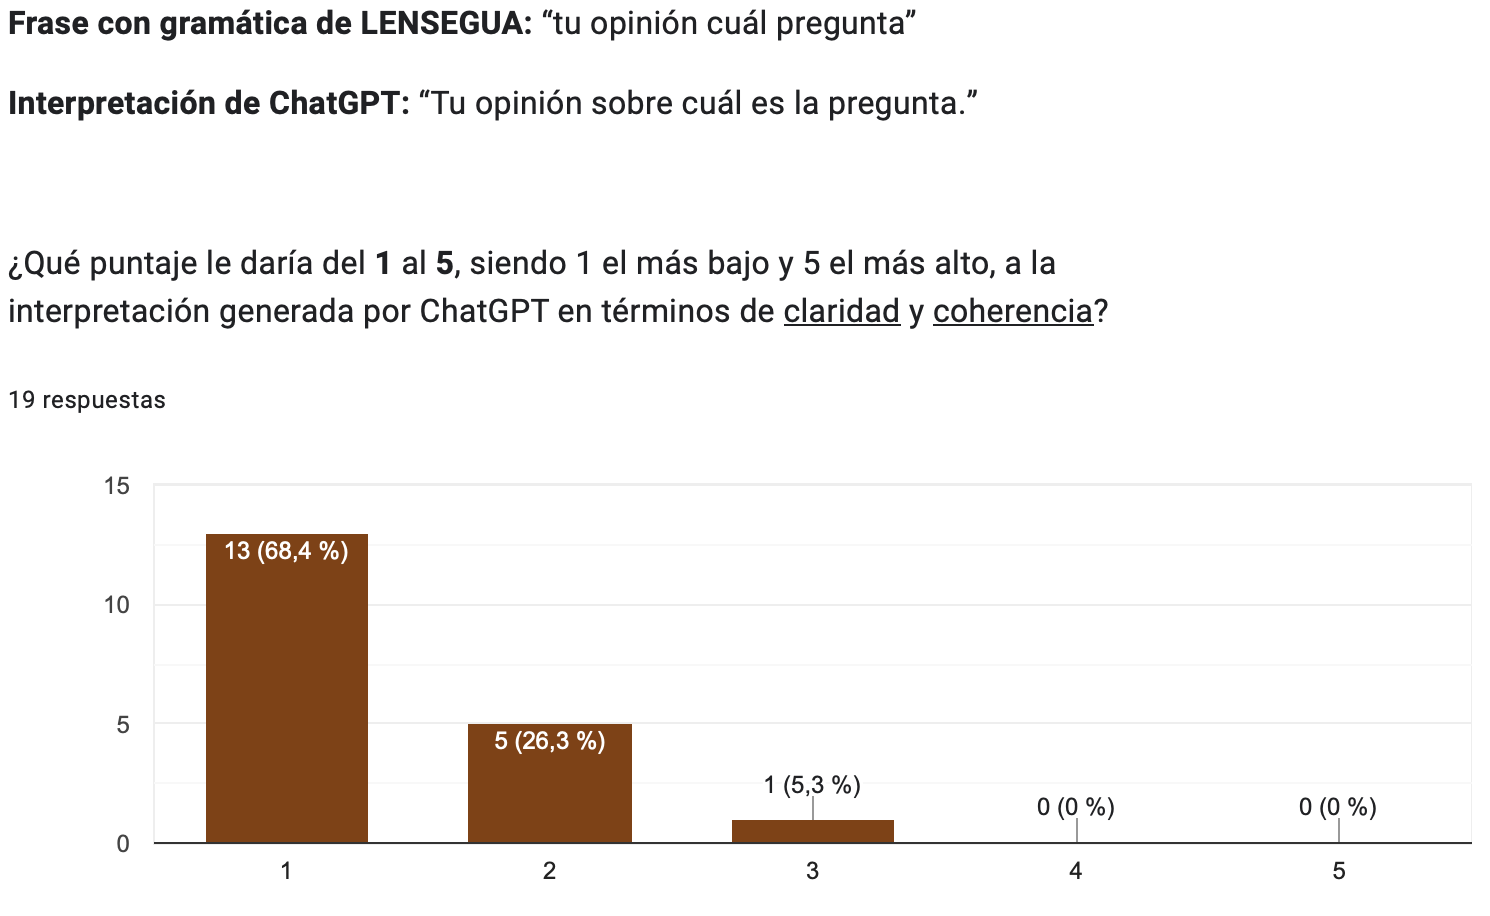 Frase con gramática de LENSEGUA: “tu opinión cuál pregunta”
Interpretación de ChatGPT: “Tu opinión sobre cuál es la pregunta.”
¿Qué puntaje le daría del 1 al 5, siendo 1 el más bajo y 5 el más alto, a la
interpretación generada por ChatGPT en términos de claridad y coherencia?
19 respuestas
15
10
5
0
13 (68,4 %)
5 (26,3 %)
1 (5,3 %)
0 (0 %)
0 (0 %)
1
2
3
4
5